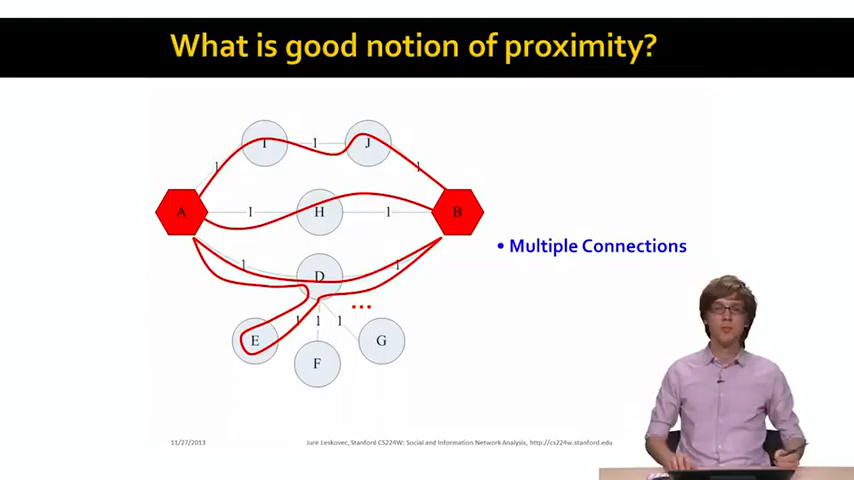 What is good notion of proximity?
I 1 J
1 1
A 1 H 1 B
• Multiple Connections
1 D 1
...
1 1 1
E F G
11/27/2013 Jure Leskovec, Stanford CS224W: Social and Information Network Analysis, http://cs224w.stanford.edu